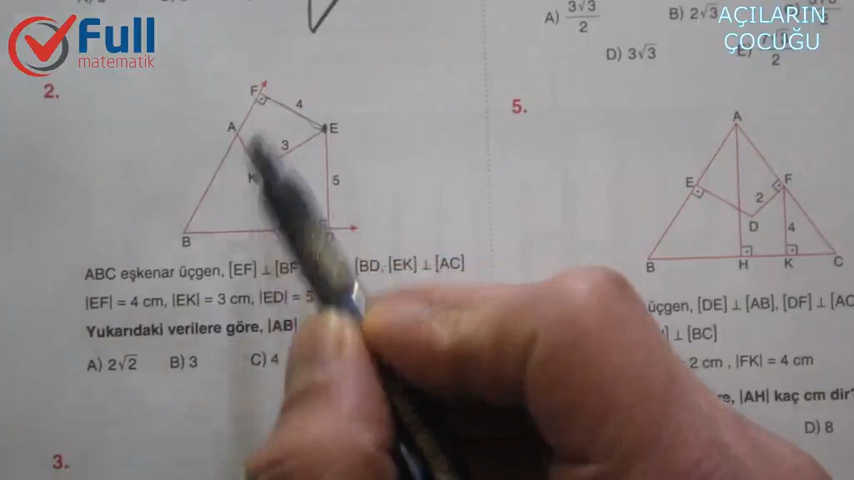 Full
matematik
AÇILARIN
ÇOCUĞU
A) 3√3/2
B) 2√3
D) 3√3
2.
F
4
A
E
3
K
5
B
ABC eşkenar üçgen, [EF] ⊥ [BF [BD, [EK] ⊥ [AC]
|EF| = 4 cm, |EK| = 3 cm, |ED| = 5
Yukarıdaki verilere göre, |AB|
A) 2√2 B) 3 C) 4
3.
5.
A
E
F
2
D
4
B
H
K
C
üçgen, [DE] ⊥ [AB], [DF] ⊥ [AC
⊥ [BC]
2 cm, |FK| = 4 cm
|AH| kaç cm dir?
D) 8